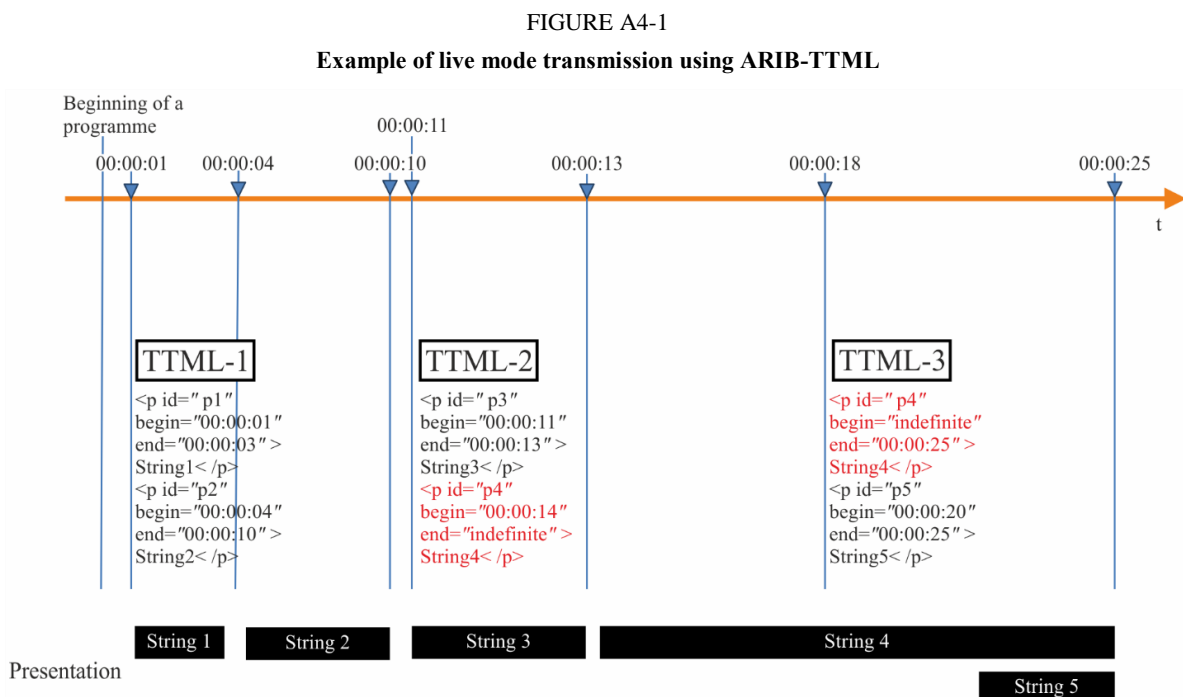 FIGURE A4-1
Example of live mode transmission using ARIB-TTML
Beginning of a
programme
00:00:11
00:00:01
00:00:04
00:00:10
00:00:13
00:00:18
00:00:25
t
TTML-1
<p id="p1"
begin="00:00:01"
end="00:00:03">
String1</p>
<p id="p2"
begin="00:00:04"
end="00:00:10">
String2</p>
TTML-2
<p id="p3"
begin="00:00:11"
end="00:00:13">
String3</p>
<p id="p4"
begin="00:00:14"
end="indefinite">
String4</p>
TTML-3
<p id="p4"
begin="indefinite"
end="00:00:25">
String4</p>
<p id="p5"
begin="00:00:20"
end="00:00:25">
String5</p>
String 1
String 2
String 3
String 4
Presentation
String 5